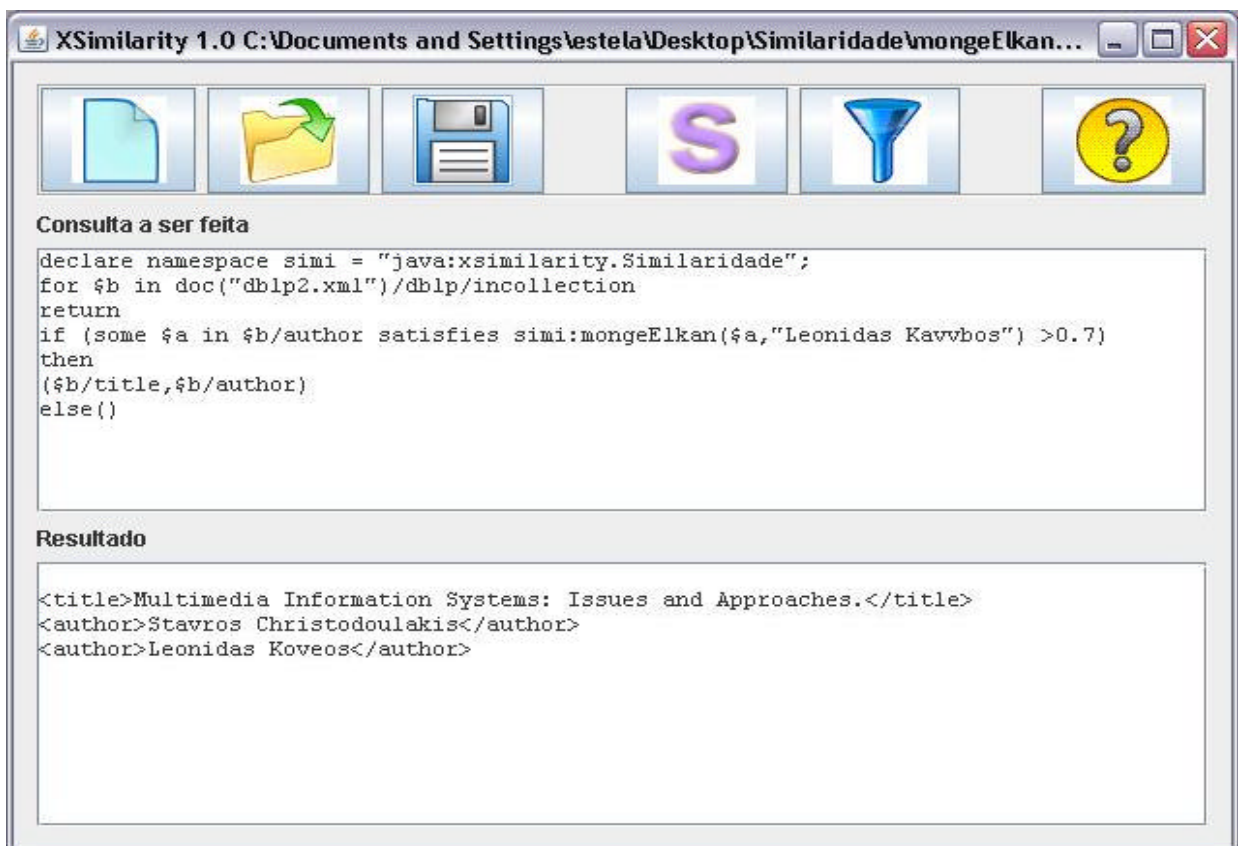 XSimilarity 1.0 C:\Documents and Settings\estela\Desktop\Similaridade\mongeElkan...
S
?
Consulta a ser feita
declare namespace simi = "java:xsimilarity.Similaridade";
for $b in doc("dblp2.xml")/dblp/incollection
return
if (some $a in $b/author satisfies simi:mongeElkan($a,"Leonidas Kavvbos") >0.7)
then
($b/title,$b/author)
else()
Resultado
<title>Multimedia Information Systems: Issues and Approaches.</title>
<author>Stavros Christodoulakis</author>
<author>Leonidas Koveos</author>